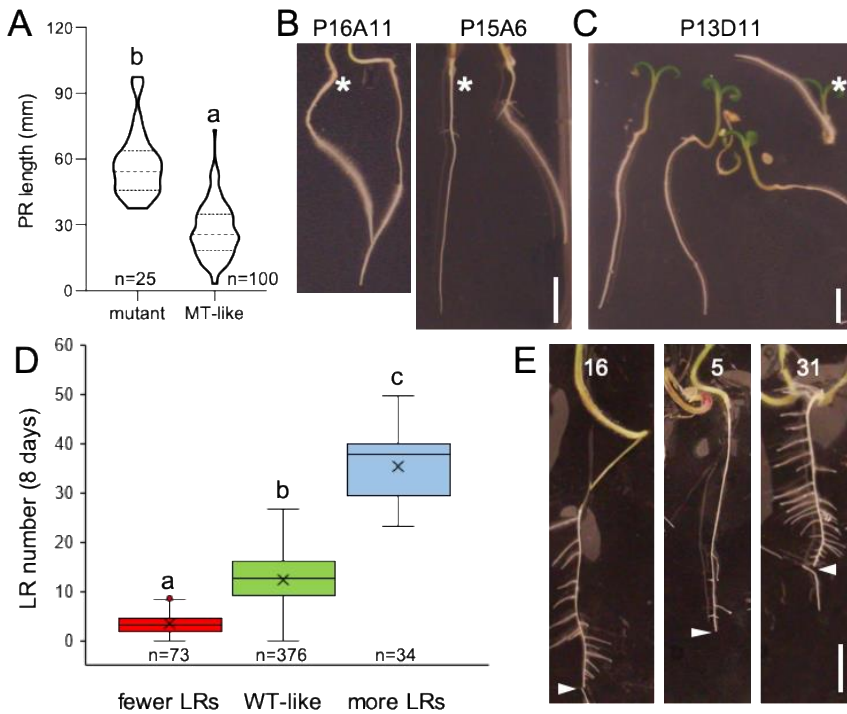 A
PR length (mm)
120
90
60
30
0
b
a
n=25
n=100
mutant
MT-like
B
P16A11
P15A6
*
*
C
P13D11
*
D
LR number (8 days)
60
50
40
30
20
10
0
a
b
c
n=73
n=376
n=34
fewer LRs
WT-like
more LRs
E
16
5
31